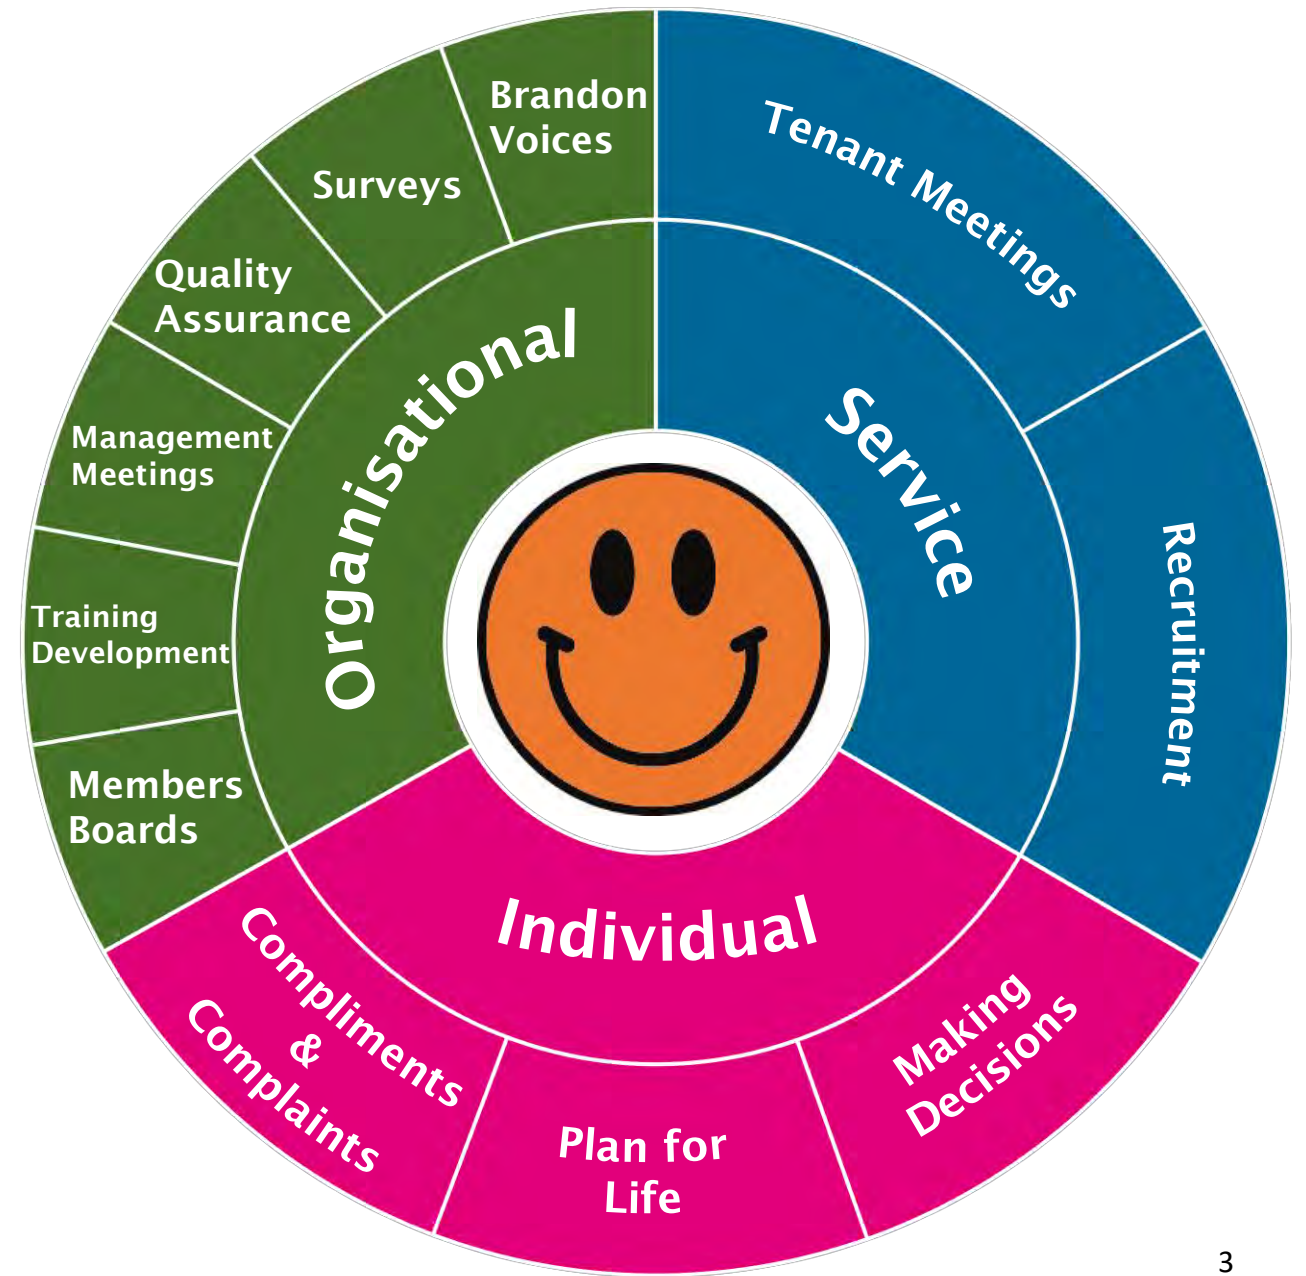 Brandon
Voices
Surveys
Quality
Assurance
Management
Meetings
Training
Development
Members
Boards
Organisational
Tenant Meetings
Recruitment
Service
Individual
Compliments
&
Complaints
Plan for
Life
Making
Decisions
3